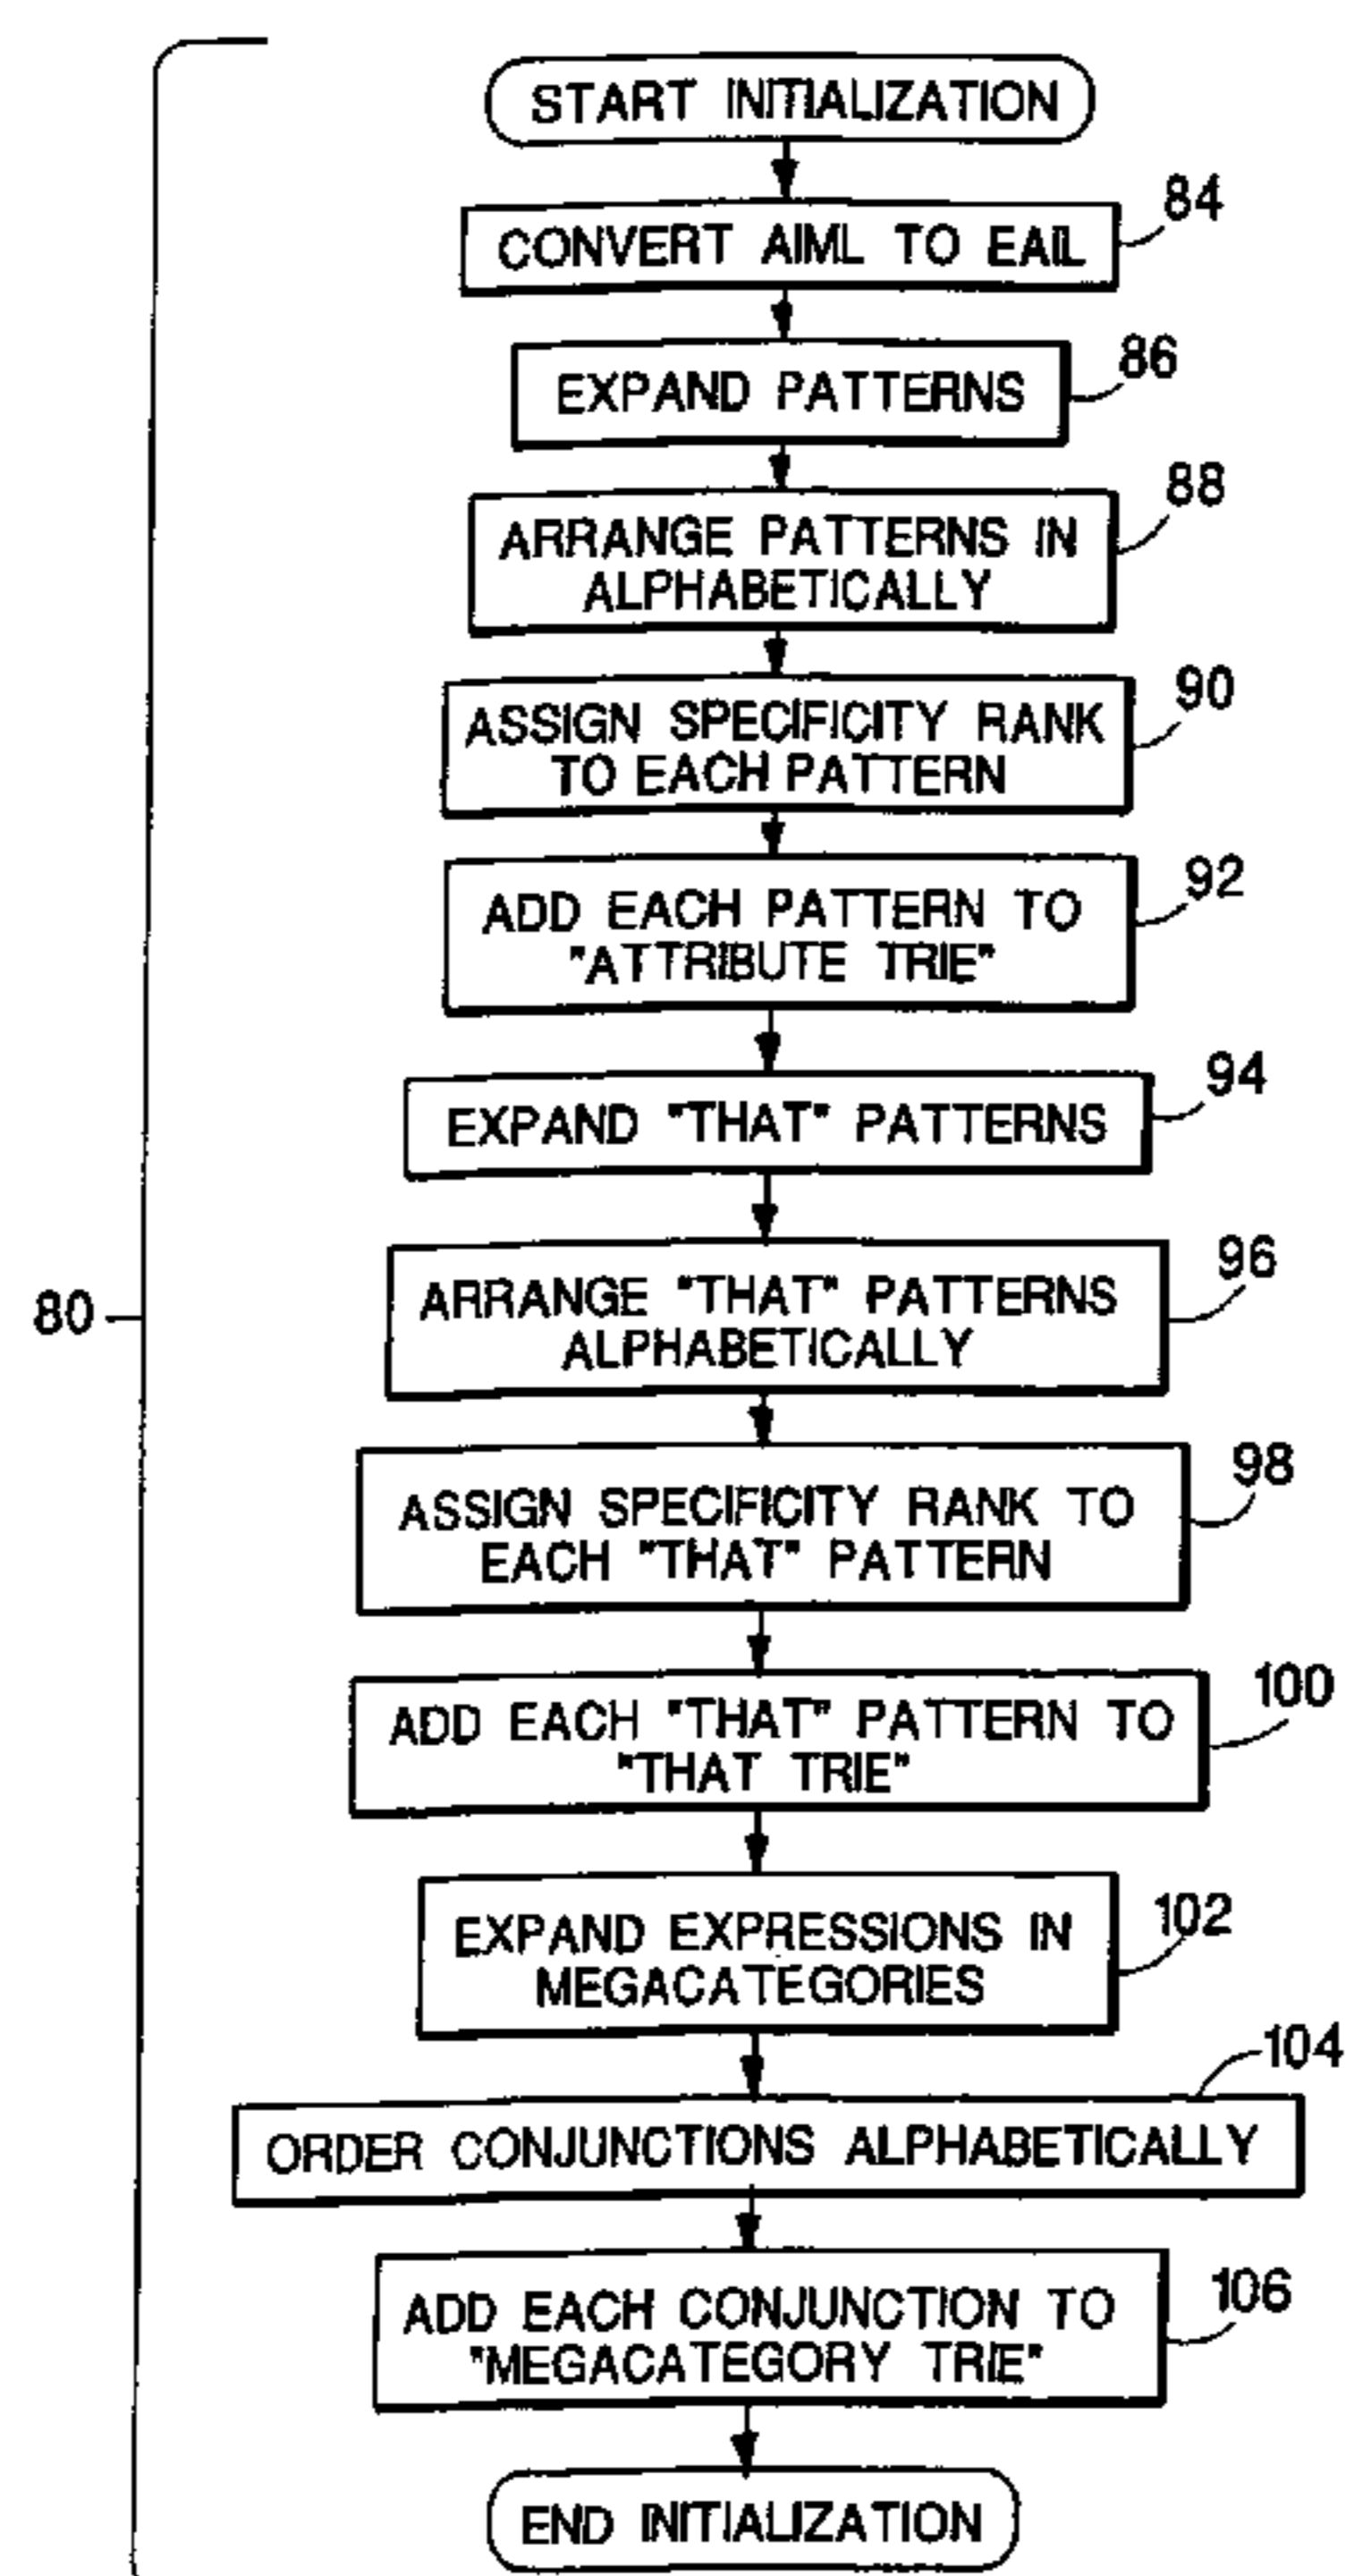 START INITIALIZATION
84
CONVERT AIML TO EAIL
86
EXPAND PATTERNS
88
ARRANGE PATTERNS IN
ALPHABETICALLY
90
ASSIGN SPECIFICITY RANK
TO EACH PATTERN
92
ADD EACH PATTERN TO
"ATTRIBUTE TRIE"
94
EXPAND "THAT" PATTERNS
96
80
ARRANGE "THAT" PATTERNS
ALPHABETICALLY
98
ASSIGN SPECIFICITY RANK TO
EACH "THAT" PATTERN
100
ADD EACH "THAT" PATTERN TO
"THAT TRIE"
102
EXPAND EXPRESSIONS IN
MEGACATEGORIES
104
ORDER CONJUNCTIONS ALPHABETICALLY
106
ADD EACH CONJUNCTION TO
"MEGACATEGORY TRIE"
END INITIALIZATION